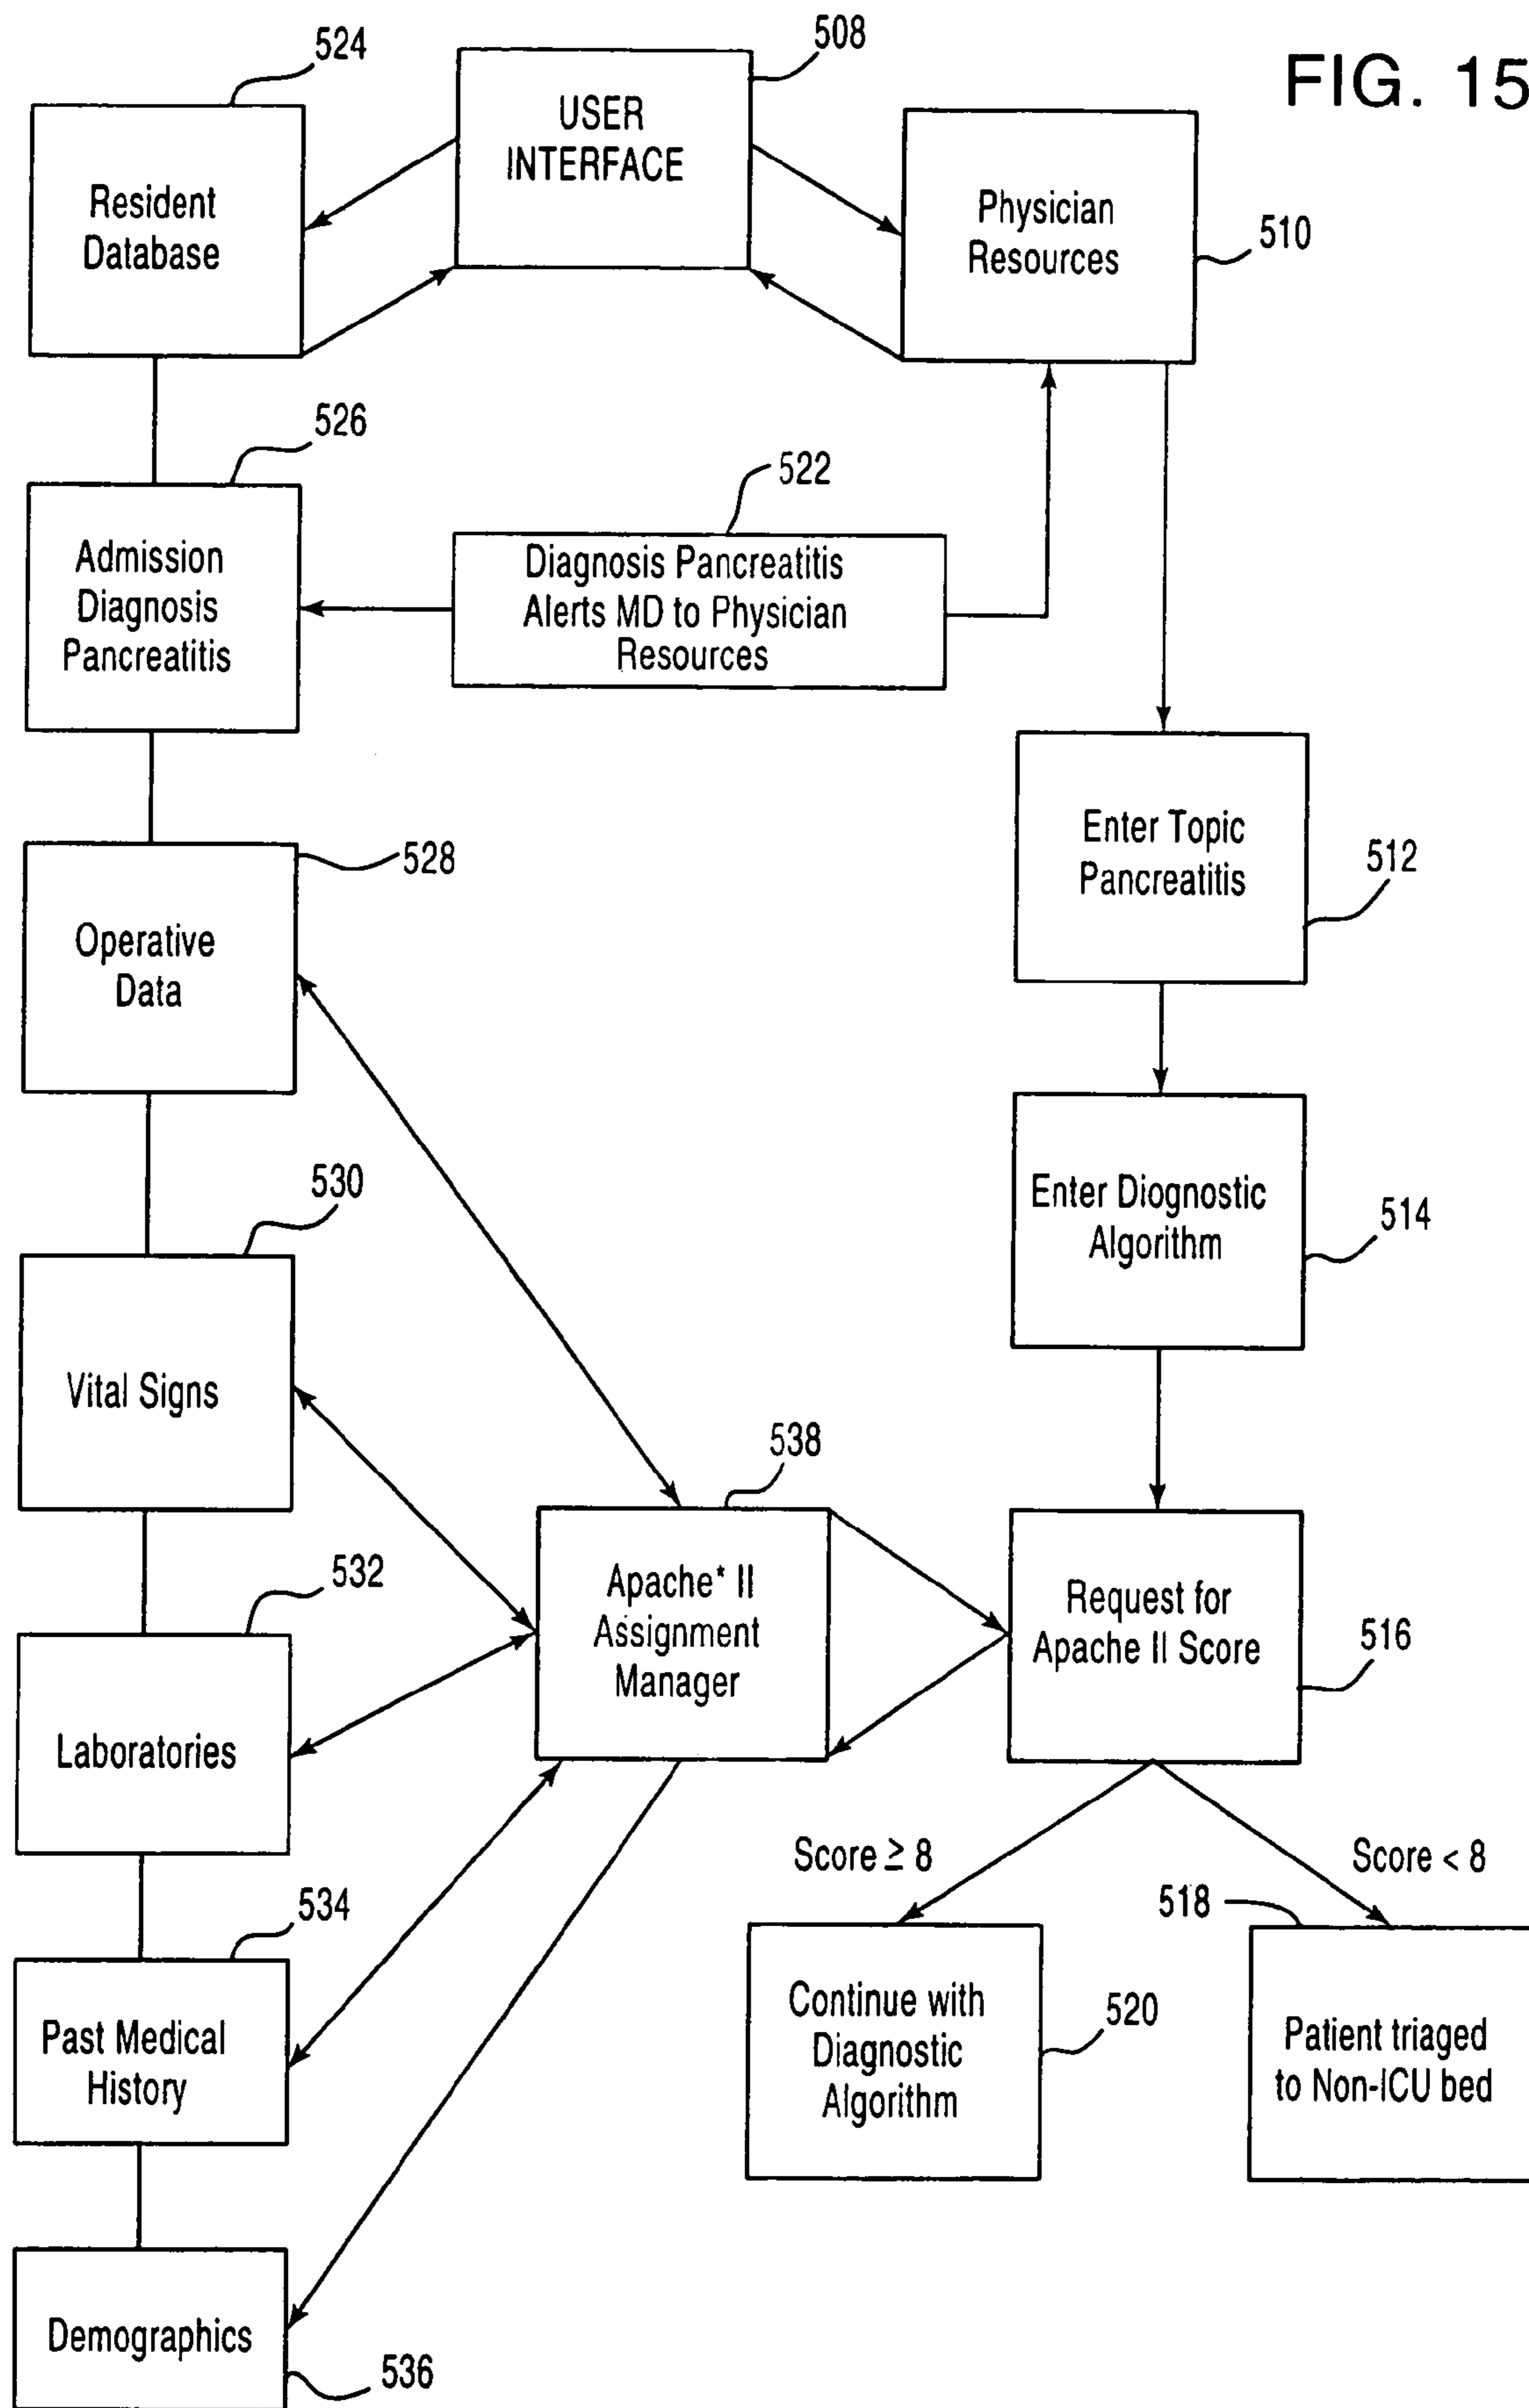 FIG. 15
524
508
USER
INTERFACE
Resident
Database
Physician
Resources
510
526
522
Admission
Diagnosis
Pancreatitis
Diagnosis Pancreatitis
Alerts MD to Physician
Resources
Enter Topic
Pancreatitis
512
528
Operative
Data
Enter Diognostic
Algorithm
514
530
Vital Signs
538
Apache* II
Assignment
Manager
Request for
Apache II Score
516
532
Laboratories
Score ≥ 8
Score < 8
534
518
Past Medical
History
Continue with
Diagnostic
Algorithm
520
Patient triaged
to Non-ICU bed
Demographics
536